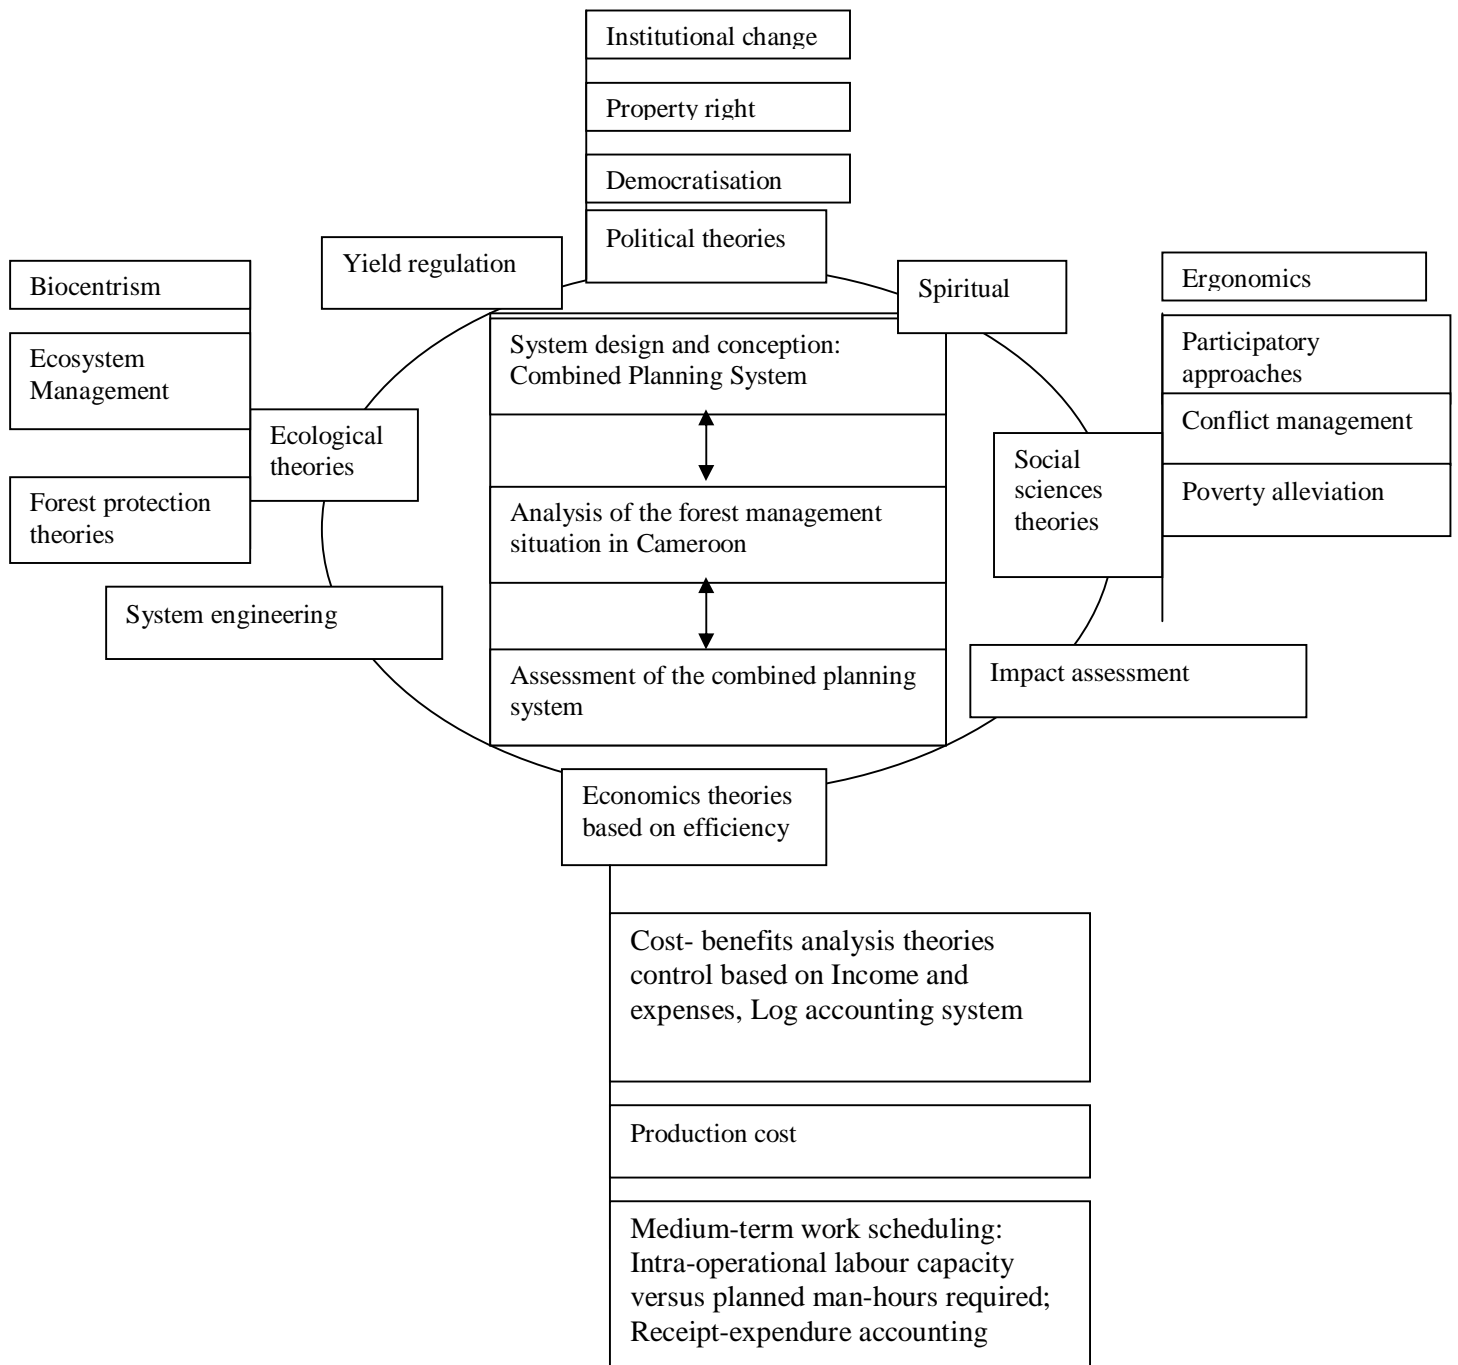 Institutional change
Property right
Democratisation
Political theories
Yield regulation
Spiritual
Biocentrism
Ecosystem
Management
Ecological
theories
Forest protection
theories
System engineering
System design and conception:
Combined Planning System
Analysis of the forest management
situation in Cameroon
Assessment of the combined planning
system
Ergonomics
Participatory
approaches
Conflict management
Poverty alleviation
Social
sciences
theories
Impact assessment
Economics theories
based on efficiency
Cost- benefits analysis theories
control based on Income and
expenses, Log accounting system
Production cost
Medium-term work scheduling:
Intra-operational labour capacity
versus planned man-hours required;
Receipt-expendure accounting